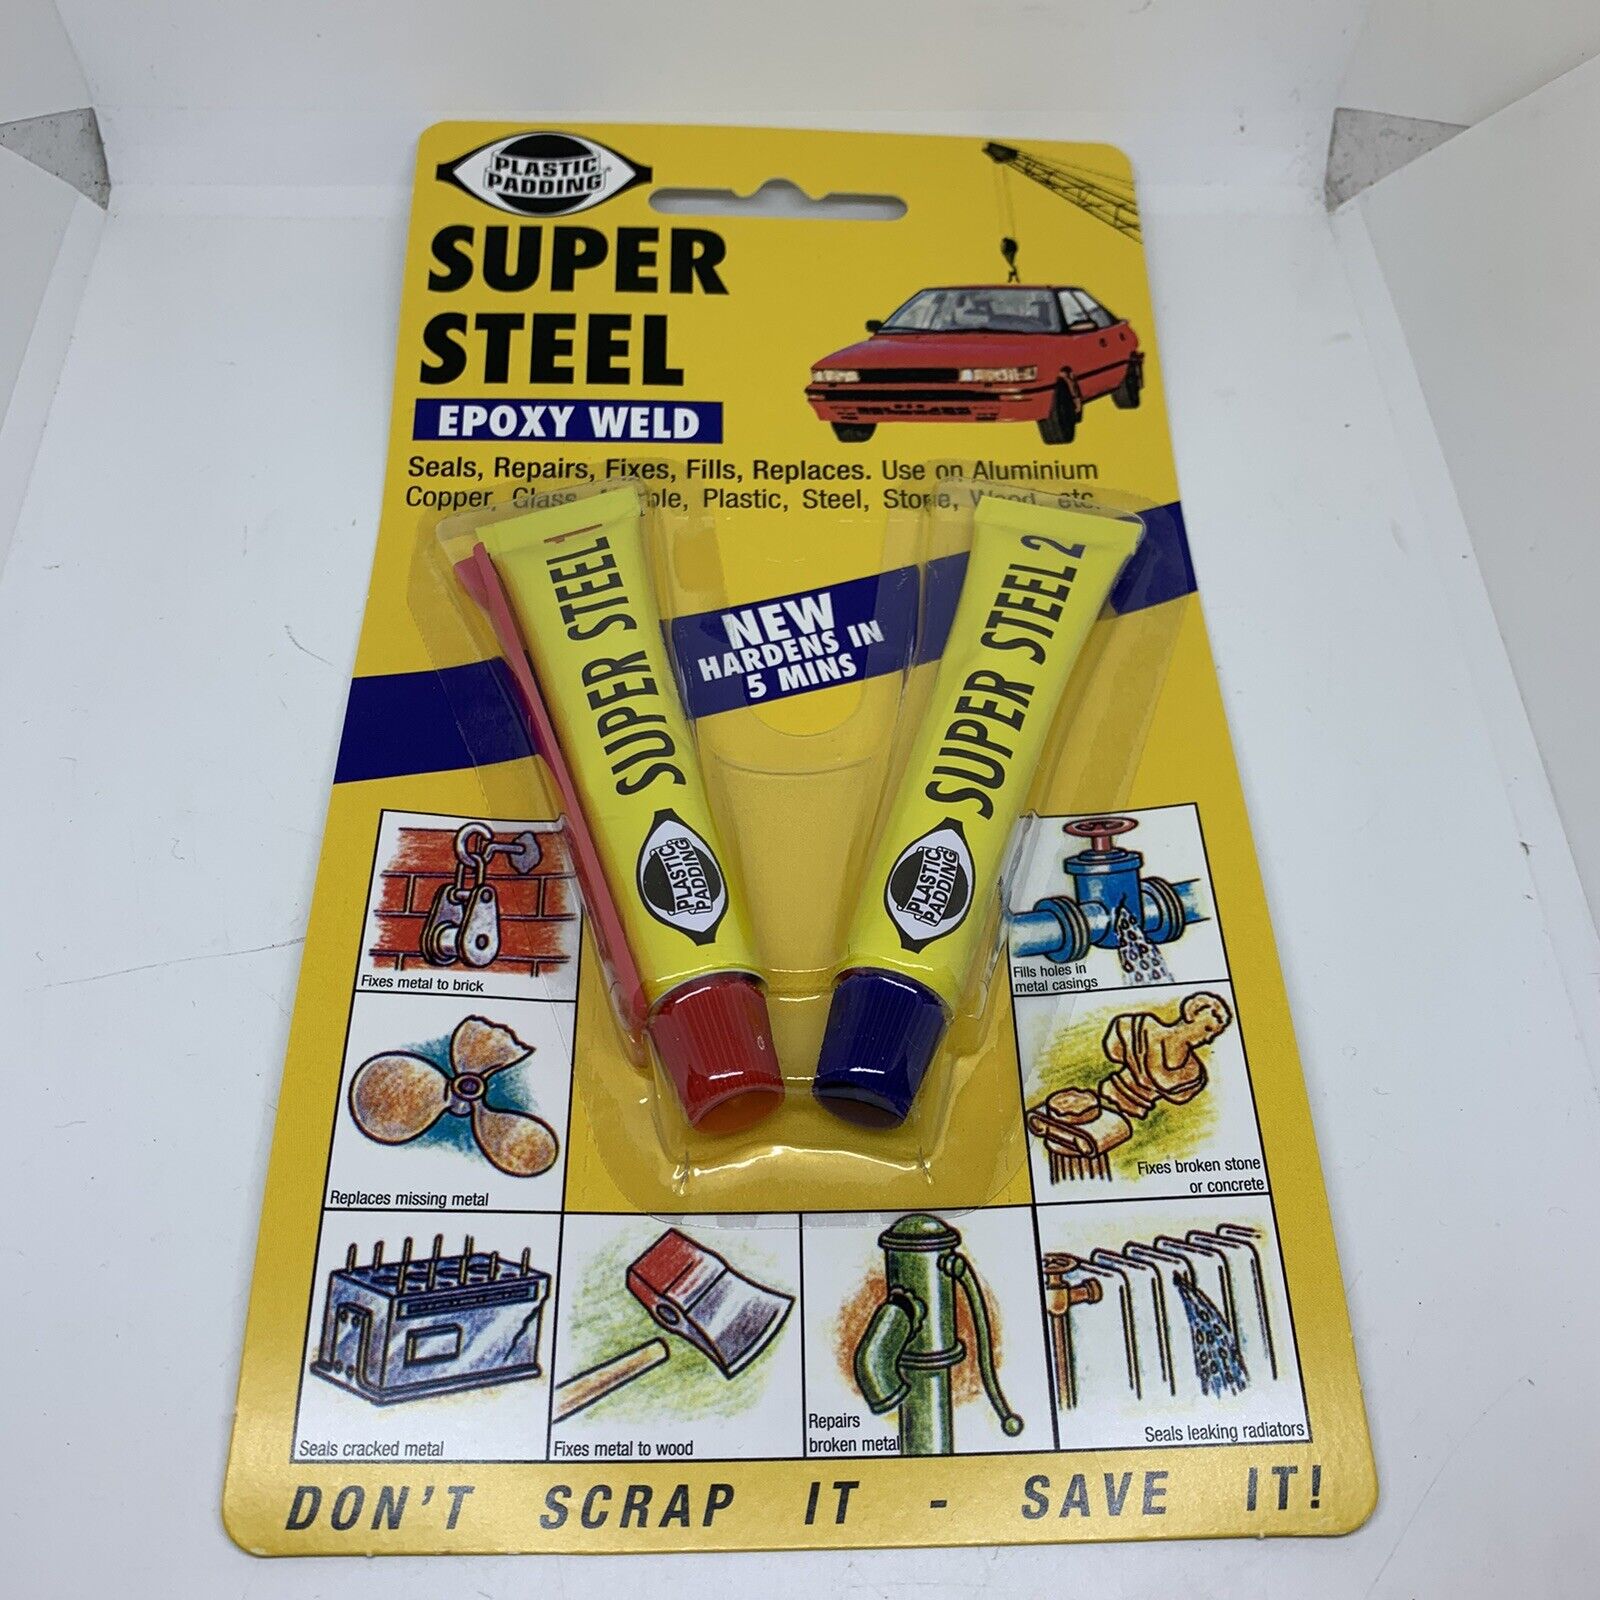 PLASTIC
PADDING
SUPER
STEEL
EPOXY WELD
Seals, Repairs, Fixes, Fills, Replaces. Use on Aluminium
Copper, Glass, Plastic, Steel, Stone, Wood, etc.
SUPER STEEL 1
PLASTIC
PADDING
NEW
HARDENS IN
5 MINS
SUPER STEEL 2
PLASTIC
PADDING
Fixes metal to brick
Fills holes in
metal casings
Replaces missing metal
Fixes broken stone
or concrete
Seals cracked metal
Fixes metal to wood
Repairs
broken metal
Seals leaking radiators
DON'T SCRAP IT - SAVE IT!